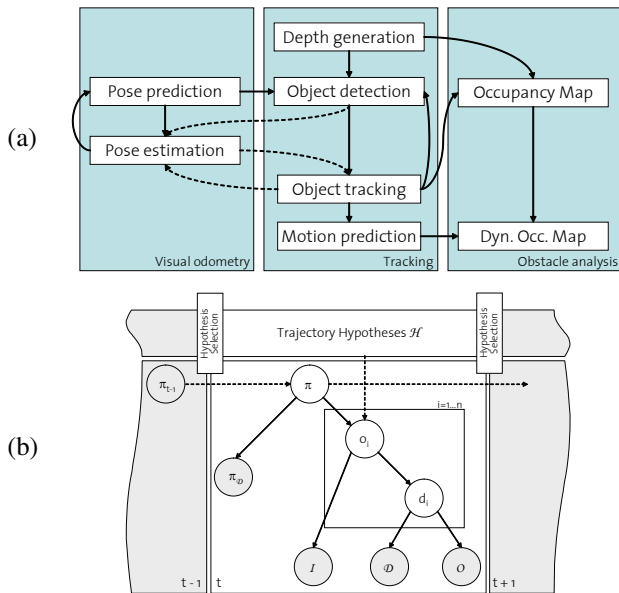 (a)
Depth generation
Pose prediction
Object detection
Occupancy Map
Pose estimation
Object tracking
Motion prediction
Dyn. Occ. Map
Visual odometry
Tracking
Obstacle analysis
(b)
Hypothesis
Selection
Trajectory Hypotheses ℋ
Hypothesis
Selection
π_{t-1}
π
i=1...n
o_i
π_𝒟
d_i
I
𝒟
O
t - 1
t
t + 1